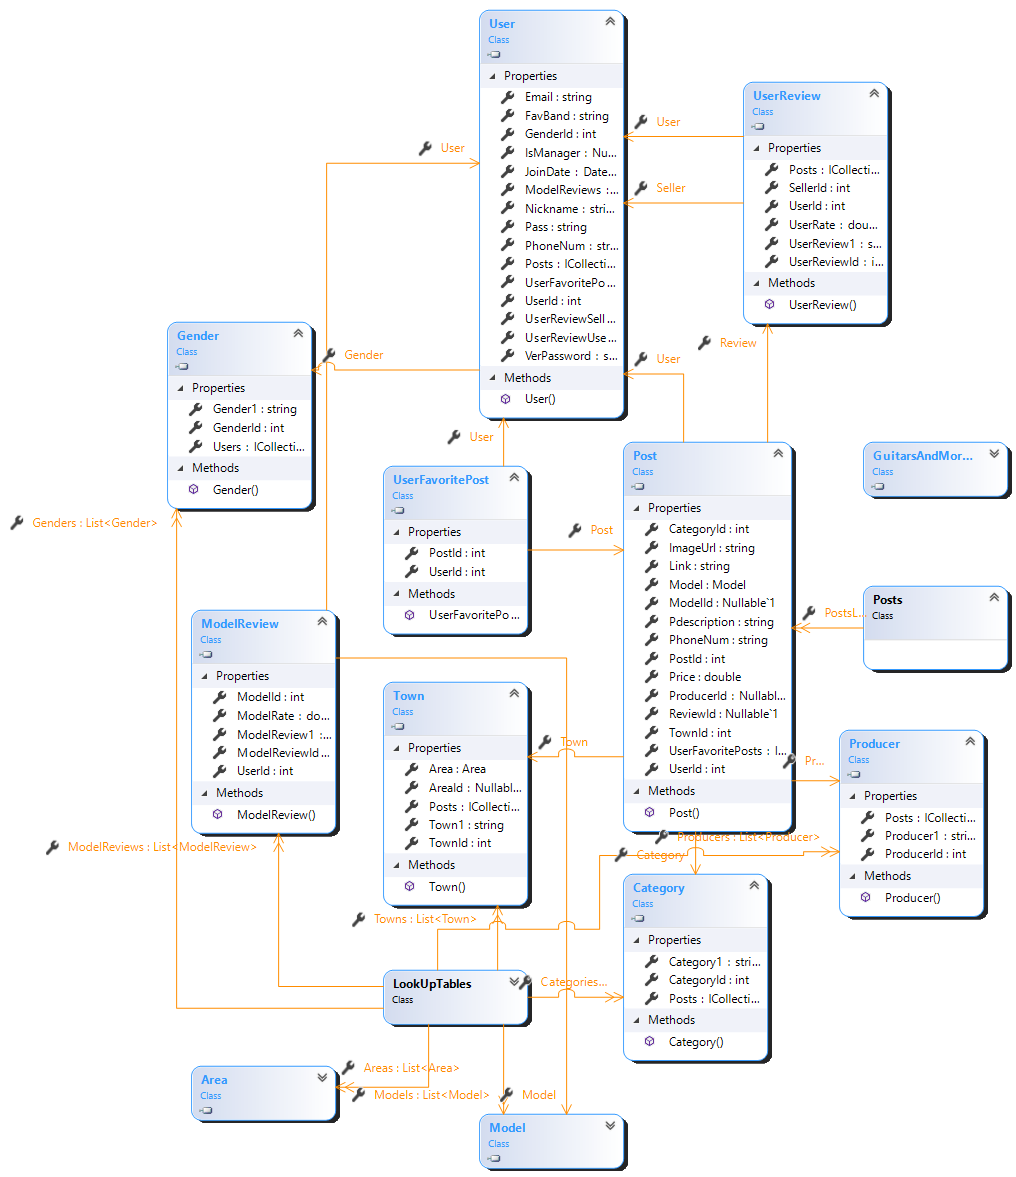 User
Class
Properties
Email : string
FavBand : string
GenderId : int
IsManager : Nu...
JoinDate : Date...
ModelReviews :...
Nickname : stri...
Pass : string
PhoneNum : str...
Posts : ICollecti...
UserFavoritePo...
UserId : int
UserReviewSell...
UserReviewUse...
VerPassword : s...
Methods
User()
UserReview
Class
Properties
Posts : ICollecti...
SellerId : int
UserId : int
UserRate : dou...
UserReview1 : s...
UserReviewId : i...
Methods
UserReview()
User
Seller
User
Gender
Class
Properties
Gender1 : string
GenderId : int
Users : ICollecti...
Methods
Gender()
Gender
Review
User
User
UserFavoritePost
Class
Properties
PostId : int
UserId : int
Methods
UserFavoritePo...
Post
Post
Class
Properties
CategoryId : int
ImageUrl : string
Link : string
Model : Model
ModelId : Nullable`1
Pdescription : string
PhoneNum : string
PostId : int
Price : double
ProducerId : Nullabl...
ReviewId : Nullable`1
TownId : int
UserFavoritePosts : I...
UserId : int
Methods
Post()
GuitarsAndMor...
Class
Genders : List<Gender>
Posts
Class
PostsL...
ModelReview
Class
Properties
ModelId : int
ModelRate : do...
ModelReview1 :...
ModelReviewId...
UserId : int
Methods
ModelReview()
Town
Class
Properties
Area : Area
AreaId : Nullabl...
Posts : ICollecti...
Town1 : string
TownId : int
Methods
Town()
Town
Pr...
Producer
Class
Properties
Posts : ICollecti...
Producer1 : stri...
ProducerId : int
Methods
Producer()
Producers : List<Producer>
Category
ModelReviews : List<ModelReview>
Category
Class
Properties
Category1 : stri...
CategoryId : int
Posts : ICollecti...
Methods
Category()
Towns : List<Town>
LookUpTables
Class
Categories...
Areas : List<Area>
Models : List<Model>
Model
Area
Class
Model
Class